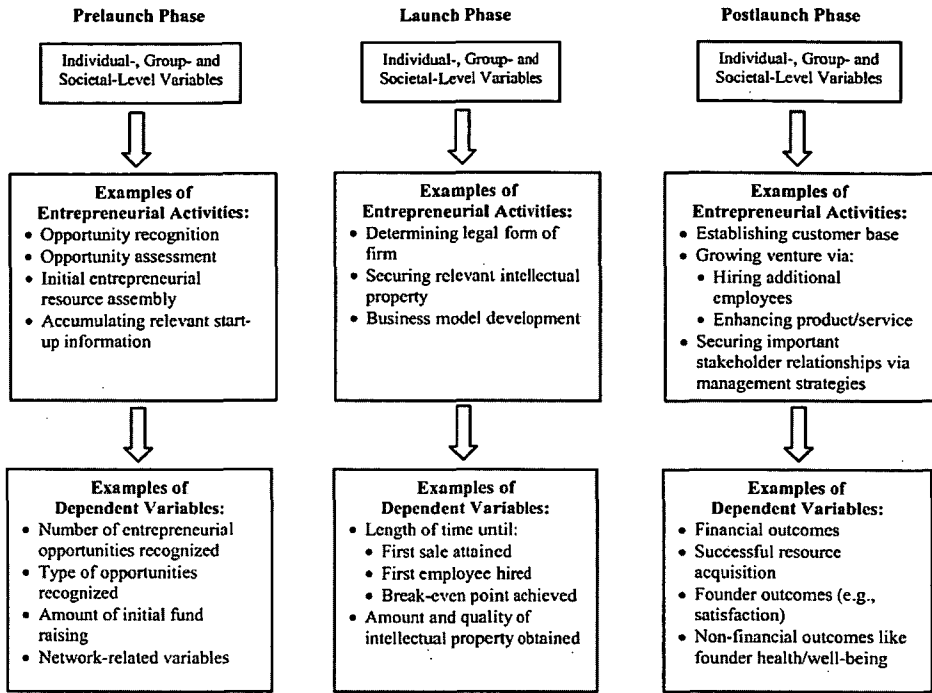 Prelaunch Phase
Individual-, Group- and
Societal-Level Variables
Examples of
Entrepreneurial Activities:
• Opportunity recognition
• Opportunity assessment
• Initial entrepreneurial
resource assembly
• Accumulating relevant start-
up information
Examples of
Dependent Variables:
• Number of entrepreneurial
opportunities recognized
• Type of opportunities
recognized
• Amount of initial fund
raising
• Network-related variables
Launch Phase
Individual-, Group- and
Societal-Level Variables
Examples of
Entrepreneurial Activities:
• Determining legal form of
firm
• Securing relevant intellectual
property
• Business model development
Examples of
Dependent Variables:
• Length of time until:
• First sale attained
• First employee hired
• Break-even point achieved
• Amount and quality of
intellectual property obtained
Postlaunch Phase
Individual-, Group- and
Societal-Level Variables
Examples of
Entrepreneurial Activities:
• Establishing customer base
• Growing venture via:
• Hiring additional
employees
• Enhancing product/service
• Securing important
stakeholder relationships via
management strategies
Examples of
Dependent Variables:
• Financial outcomes
• Successful resource
acquisition
• Founder outcomes (e.g.,
satisfaction)
• Non-financial outcomes like
founder health/well-being